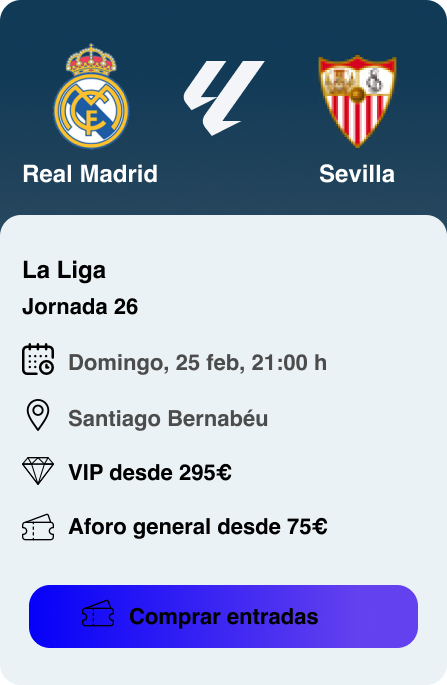 Real Madrid
Sevilla
La Liga
Jornada 26
Domingo, 25 feb, 21:00 h
Santiago Bernabéu
VIP desde 295€
Aforo general desde 75€
Comprar entradas